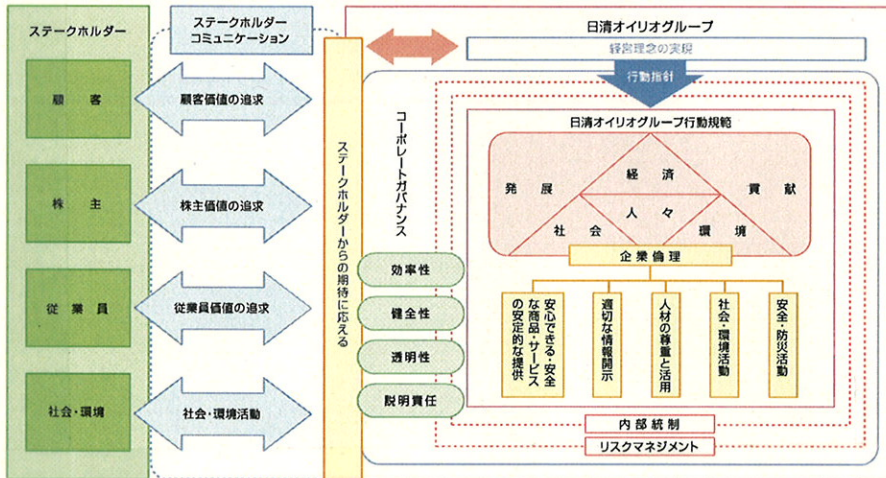 ステークホルダー
顧客
株主
従業員
社会・環境
ステークホルダー
コミュニケーション
顧客価値の追求
株主価値の追求
従業員価値の追求
社会・環境活動
ステークホルダーからの期待に応える
日清オイリオグループ
経営理念の実現
行動指針
コーポレートガバナンス
効率性
健全性
透明性
説明責任
日清オイリオグループ行動規範
発展
経済
貢献
人々
社会
環境
企業倫理
安心できる・安全
な商品・サービス
の安定的な提供
適切な情報開示
人材の尊重と活用
社会・環境活動
安全・防災活動
内部統制
リスクマネジメント